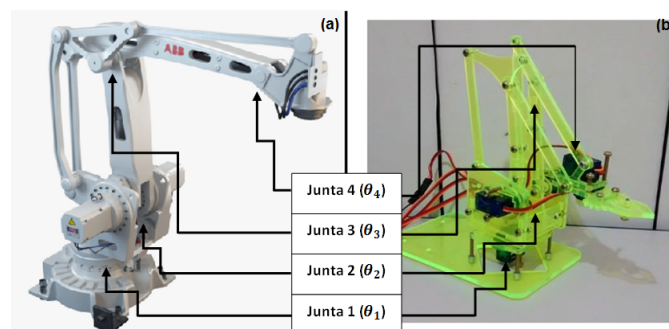 (a)
(b)
ABB
Junta 4 (θ₄)
Junta 3 (θ₃)
Junta 2 (θ₂)
Junta 1 (θ₁)